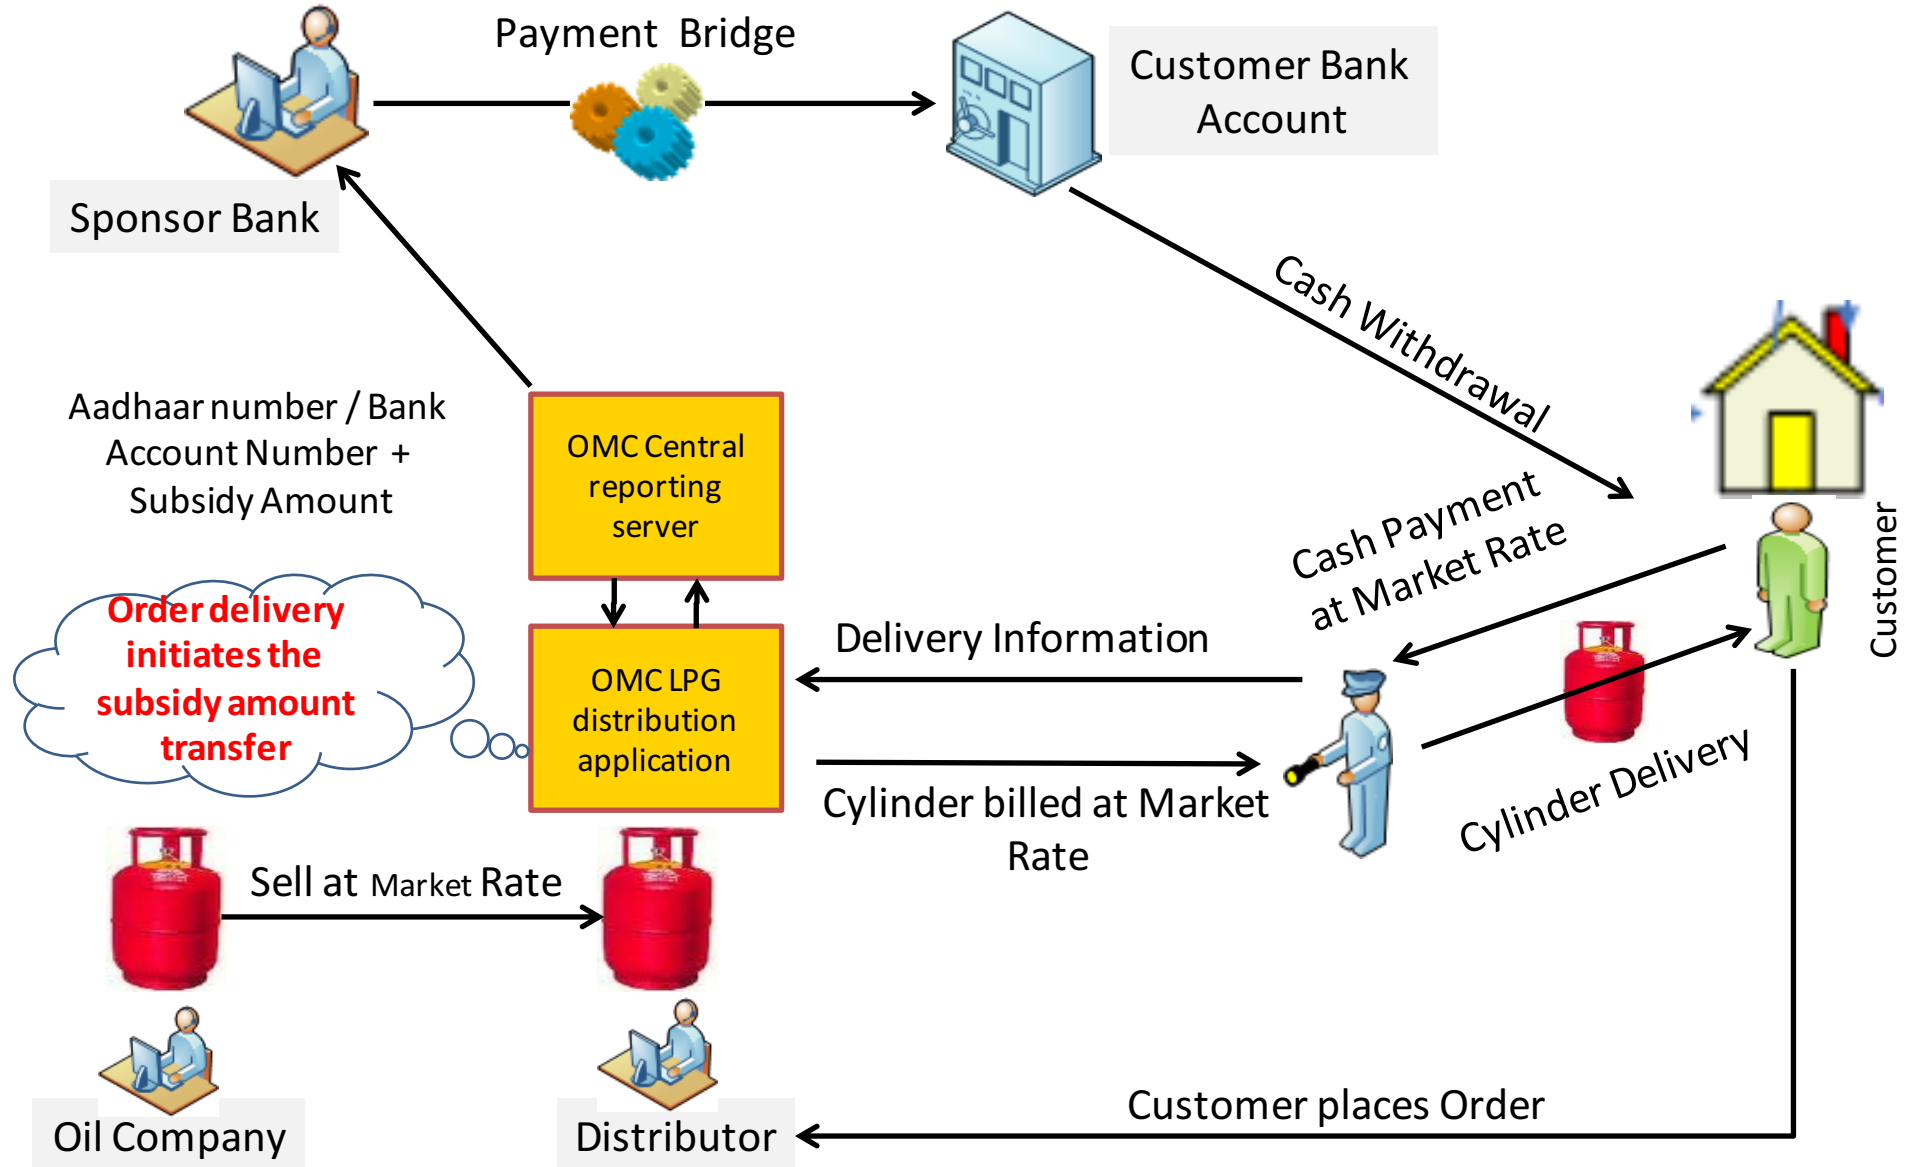 Payment Bridge
Customer Bank
Account
Sponsor Bank
Cash Withdrawal
Aadhaar number / Bank
Account Number +
Subsidy Amount
OMC Central
reporting
server
Cash Payment
at Market Rate
Customer
Order delivery
initiates the
subsidy amount
transfer
Delivery Information
OMC LPG
distribution
application
Cylinder billed at Market
Rate
Cylinder Delivery
Sell at Market Rate
Customer places Order
Oil Company
Distributor